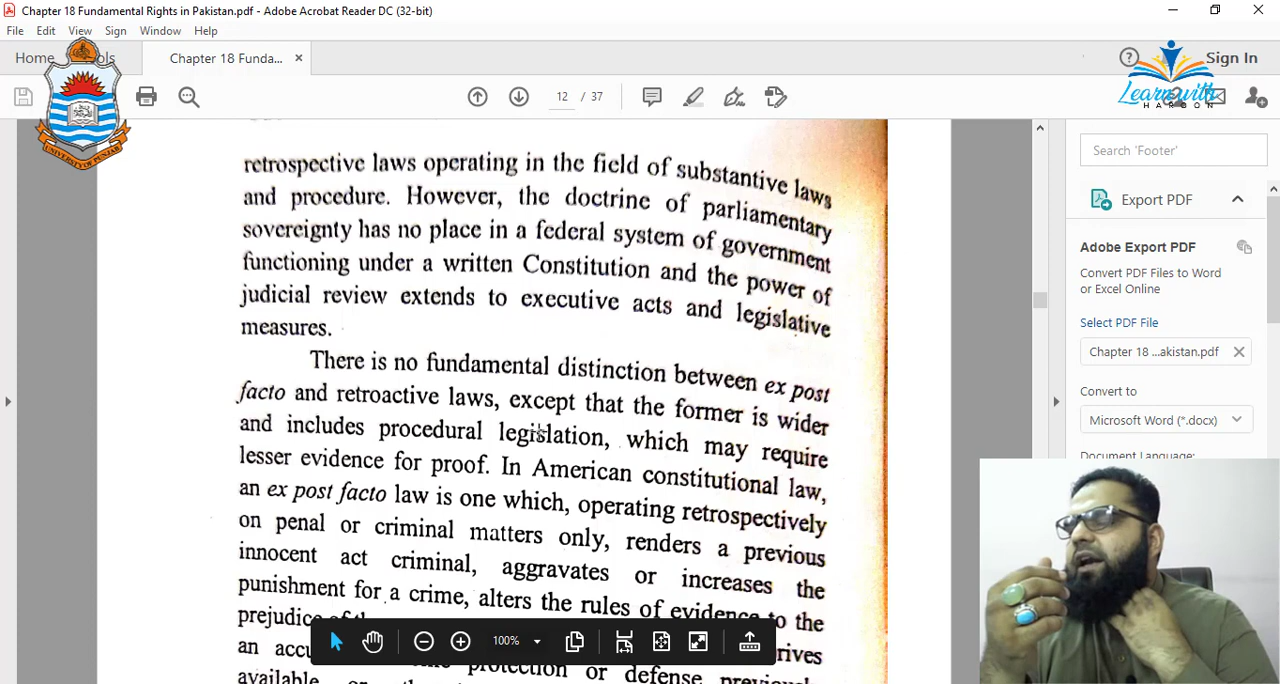 Chapter 18 Fundamental Rights in Pakistan.pdf - Adobe Acrobat Reader DC (32-bit)
File Edit View Sign Window Help
Home
Chapter 18 Funda... ×
Sign In
12 / 37
UNIVERSITY OF PUNJAB
Learn with
HAROON
retrospective laws operating in the field of substantive laws
and procedure. However, the doctrine of parliamentary
sovereignty has no place in a federal system of government
functioning under a written Constitution and the power of
judicial review extends to executive acts and legislative
measures.
There is no fundamental distinction between ex post
facto and retroactive laws, except that the former is wider
and includes procedural legislation, which may require
lesser evidence for proof. In American constitutional law,
an ex post facto law is one which, operating retrospectively
on penal or criminal matters only, renders a previous
innocent act criminal, aggravates or increases the
punishment for a crime, alters the rules of evidence to the
protection or defense previously
available
100%
Search 'Footer'
Export PDF
Adobe Export PDF
Convert PDF Files to Word
or Excel Online
Select PDF File
Chapter 18 ...akistan.pdf ×
Convert to
Microsoft Word (*.docx)
Document Language: